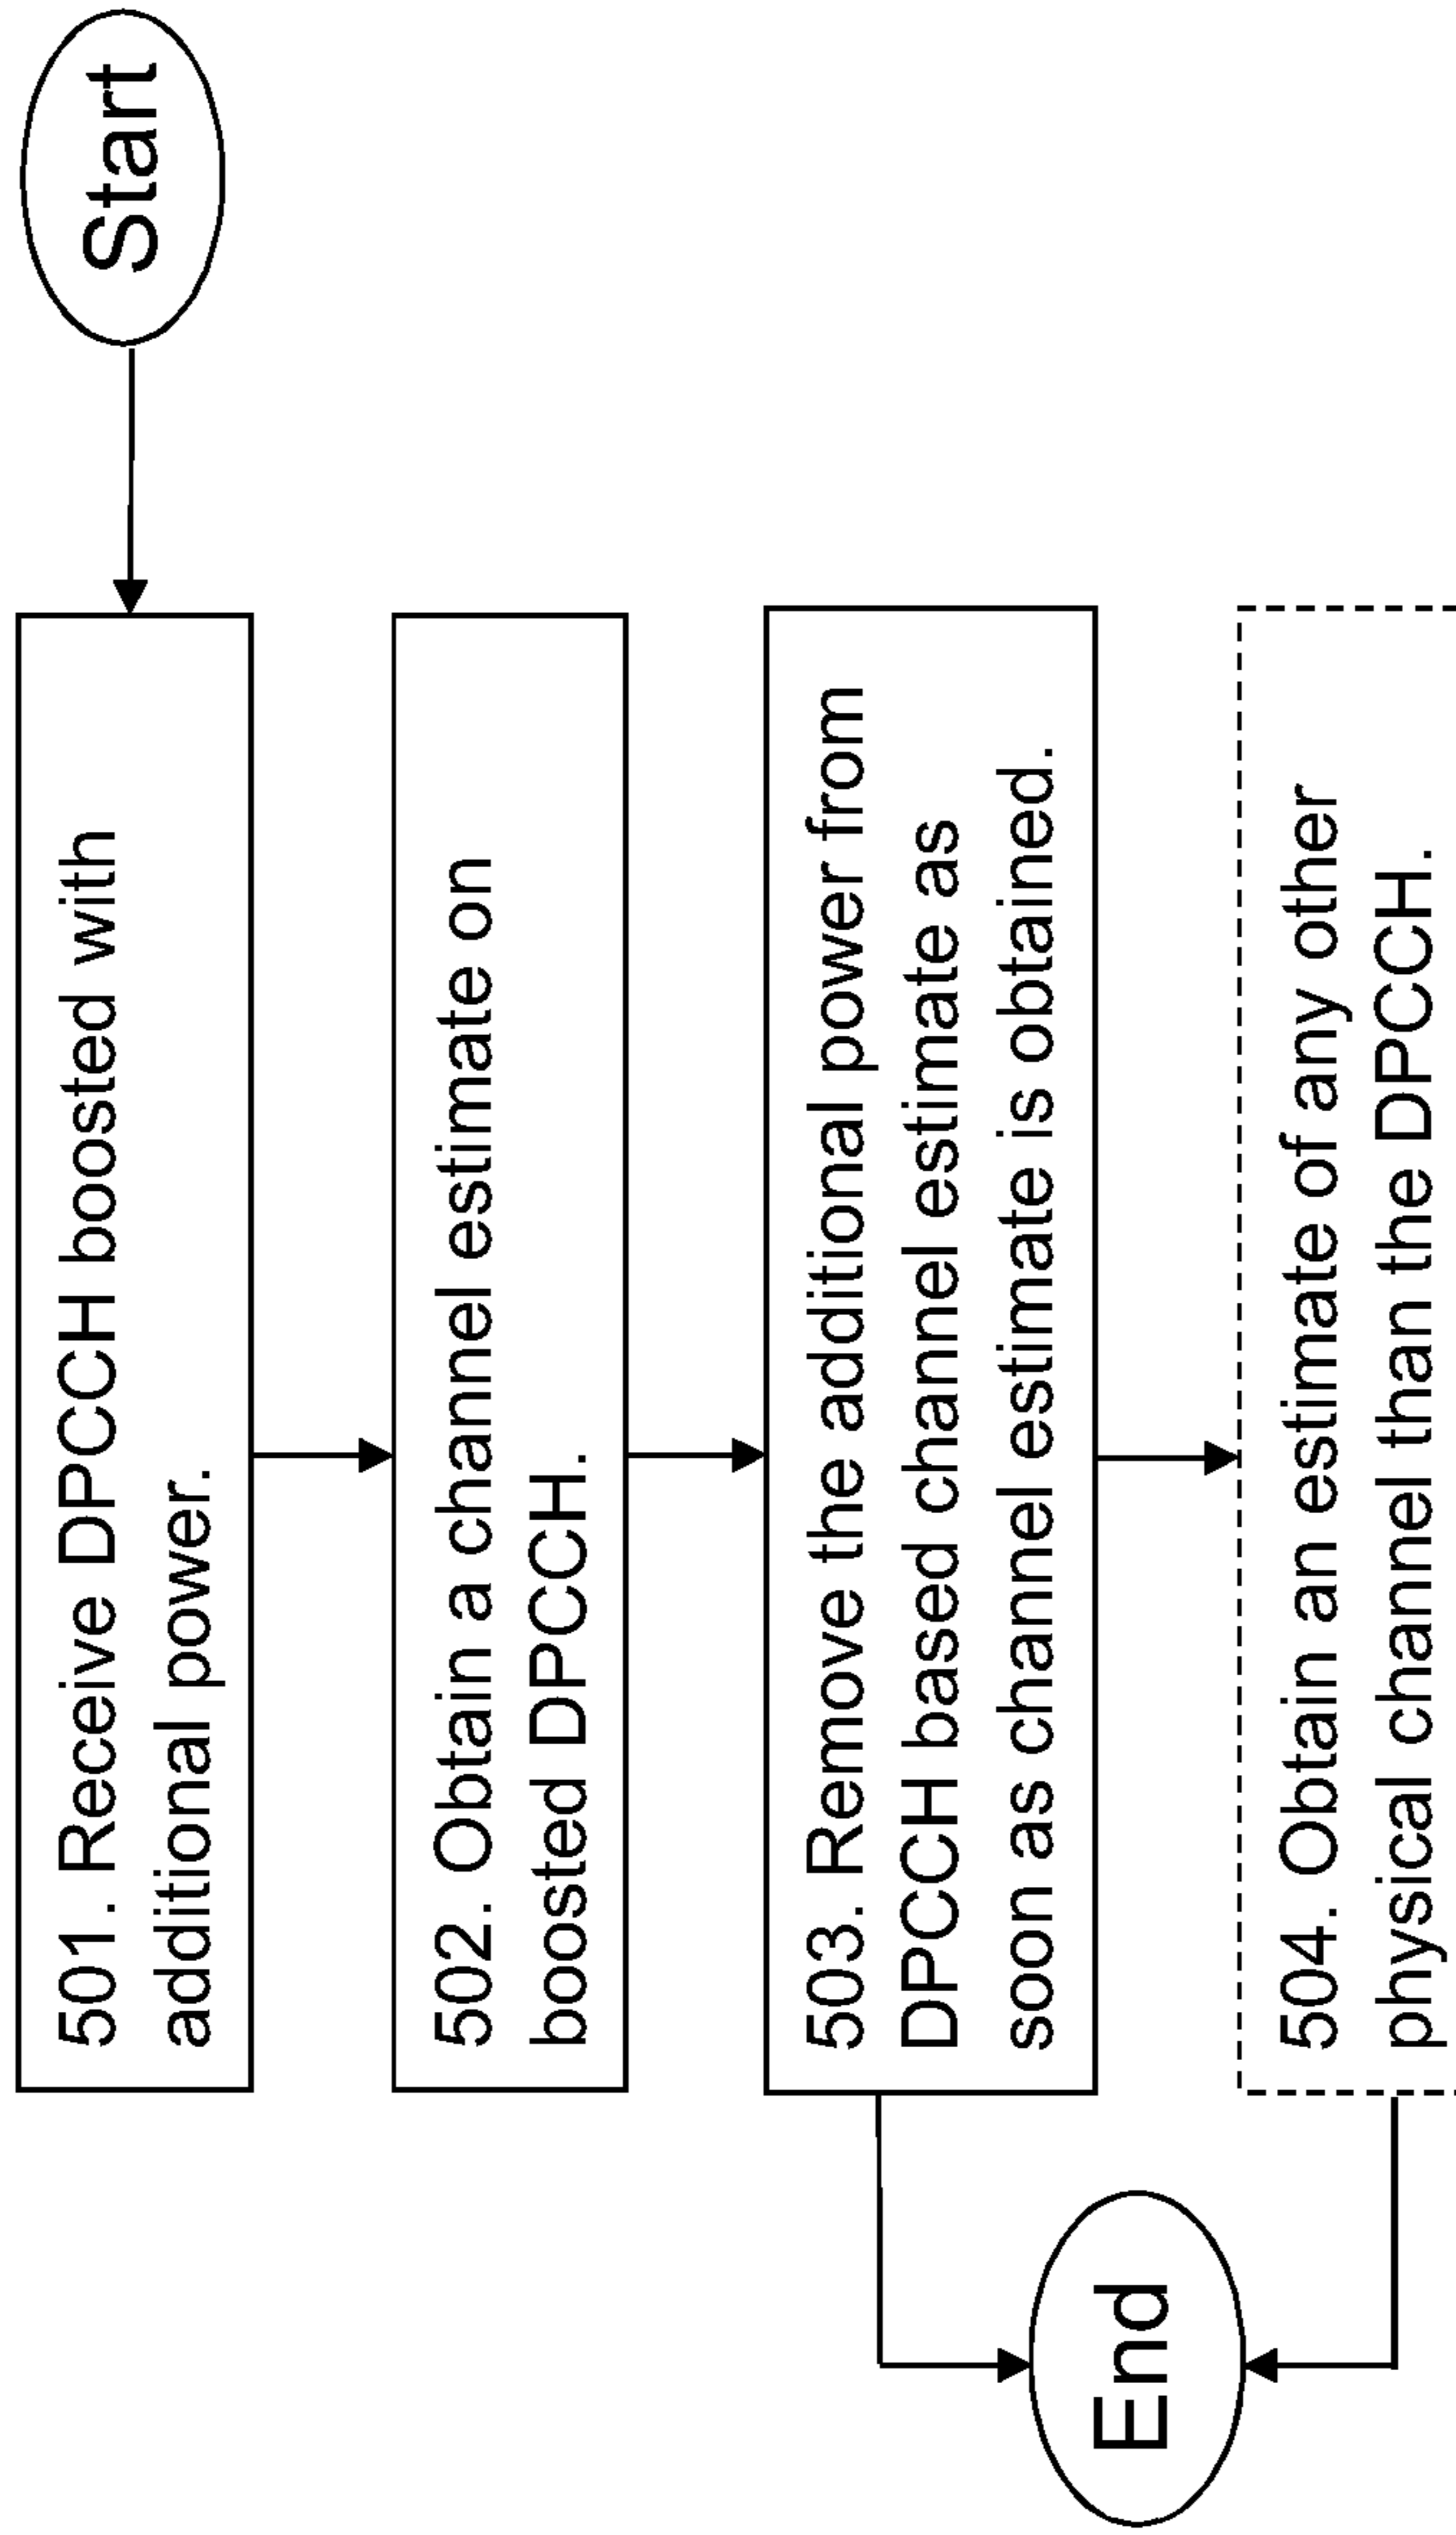 Start
501. Receive DPCCH boosted with
additional power.
502. Obtain a channel estimate on
boosted DPCCH.
503. Remove the additional power from
DPCCH based channel estimate as
soon as channel estimate is obtained.
504. Obtain an estimate of any other
physical channel than the DPCCH.
End